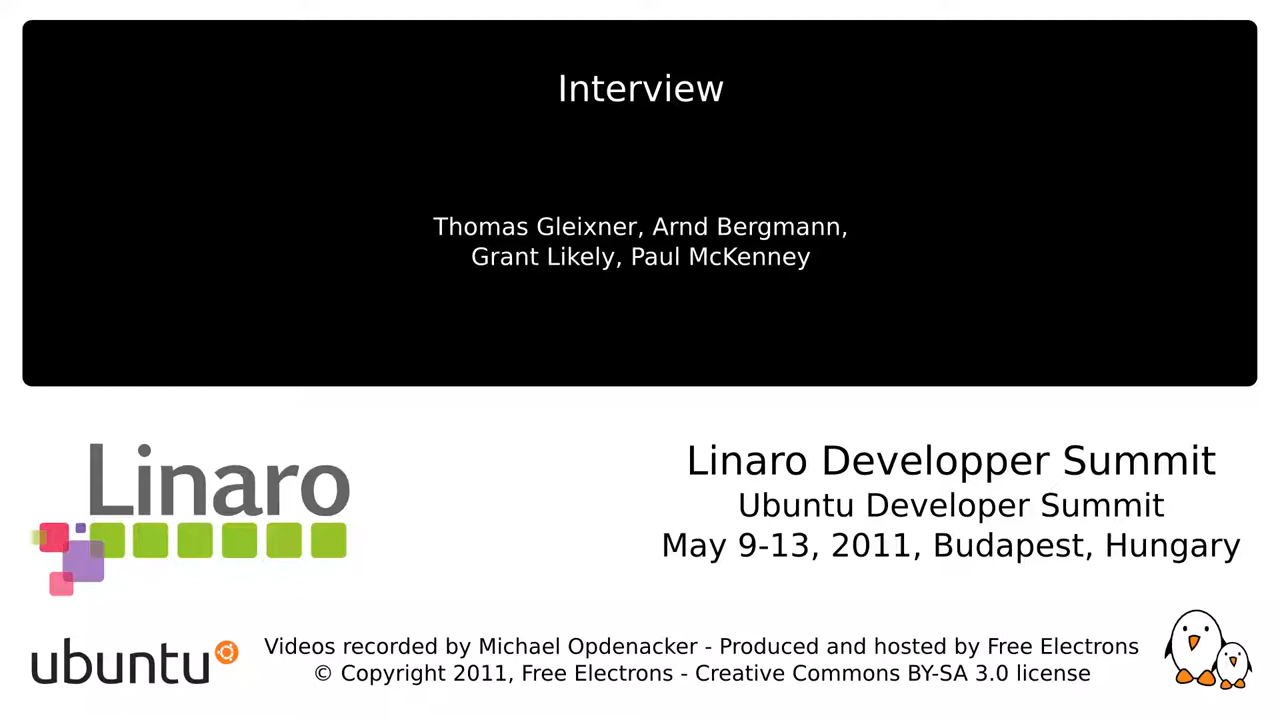 Interview
Thomas Gleixner, Arnd Bergmann,
Grant Likely, Paul McKenney
Linaro
Linaro Developper Summit
Ubuntu Developer Summit
May 9-13, 2011, Budapest, Hungary
ubuntu
Videos recorded by Michael Opdenacker - Produced and hosted by Free Electrons
© Copyright 2011, Free Electrons - Creative Commons BY-SA 3.0 license